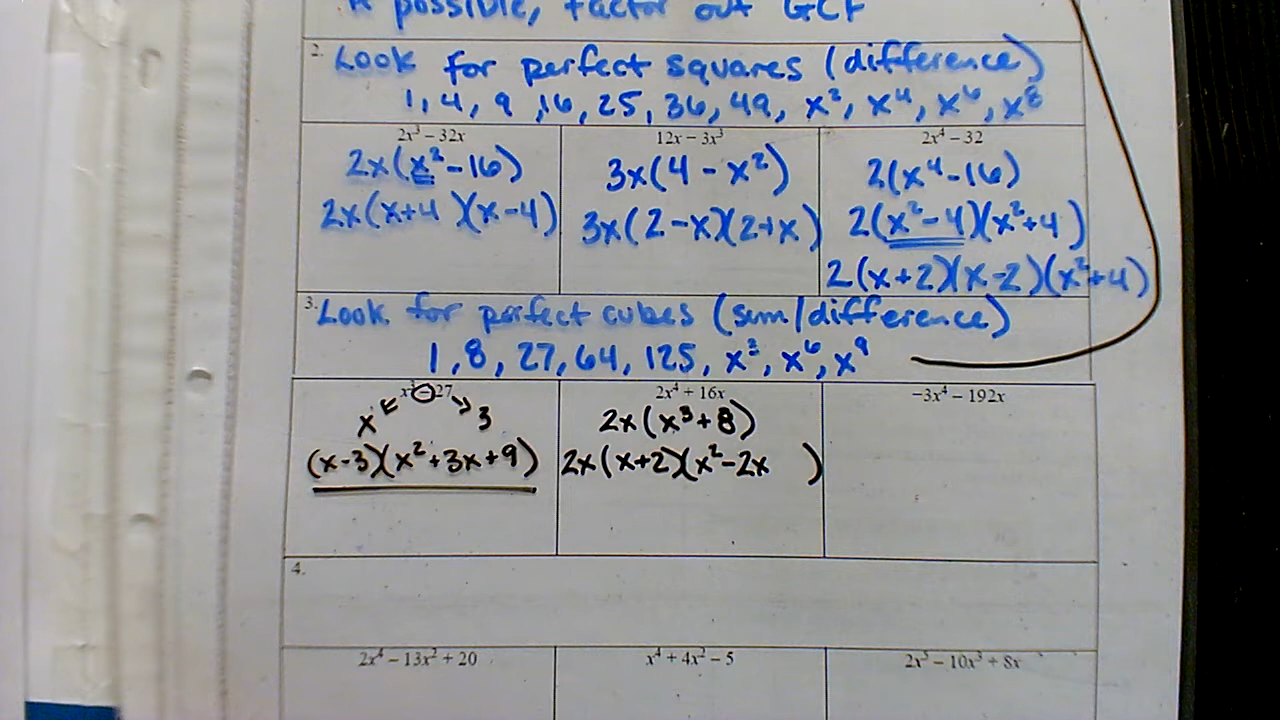 If possible, factor out GCF
2. Look for perfect squares (difference)
1, 4, 9, 16, 25, 36, 49, x², x⁴, x⁶, x⁸
2x³ − 32x
2x(x²−16)
2x(x+4)(x−4)
12x − 3x³
3x(4 − x²)
3x(2−x)(2+x)
2x⁴ − 32
2(x⁴−16)
2(x²−4)(x²+4)
2(x+2)(x−2)(x²+4)
3. Look for perfect cubes (sum/difference)
1, 8, 27, 64, 125, x³, x⁶, x⁹
x³ − 27
x 3
(x−3)(x²+3x+9)
2x⁴ + 16x
2x(x³+8)
2x(x+2)(x²−2x )
−3x⁴ − 192x
4.
2x⁴ − 13x² + 20
x⁴ + 4x² − 5
2x⁵ − 10x³ + 8x